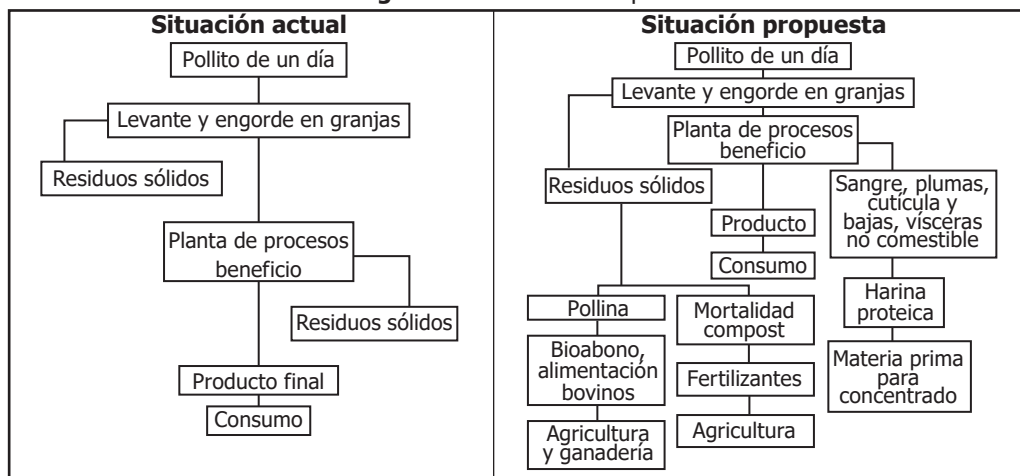 Situación actual
Pollito de un día
Levante y engorde en granjas
Residuos sólidos
Planta de procesos
beneficio
Residuos sólidos
Producto final
Consumo
Situación propuesta
Pollito de un día
Levante y engorde en granjas
Planta de procesos
beneficio
Residuos sólidos
Sangre, plumas,
cutícula y
bajas, vísceras
no comestible
Producto
Consumo
Pollina
Mortalidad
compost
Harina
proteica
Bioabono,
alimentación
bovinos
Fertilizantes
Materia prima
para
concentrado
Agricultura
y ganadería
Agricultura